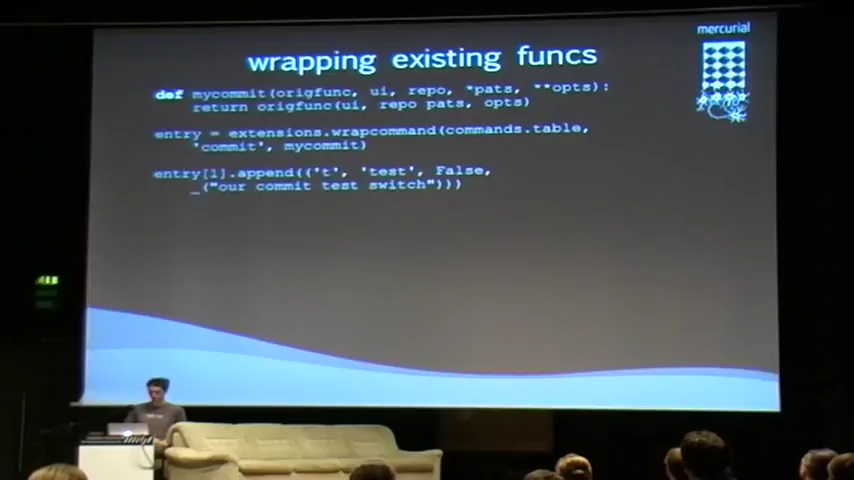 mercurial
wrapping existing funcs
def mycommit(origfunc, ui, repo, *pats, **opts):
return origfunc(ui, repo pats, opts)
entry = extensions.wrapcommand(commands.table,
'commit', mycommit)
entry[1].append(('t', 'test', False,
_("our commit test switch")))